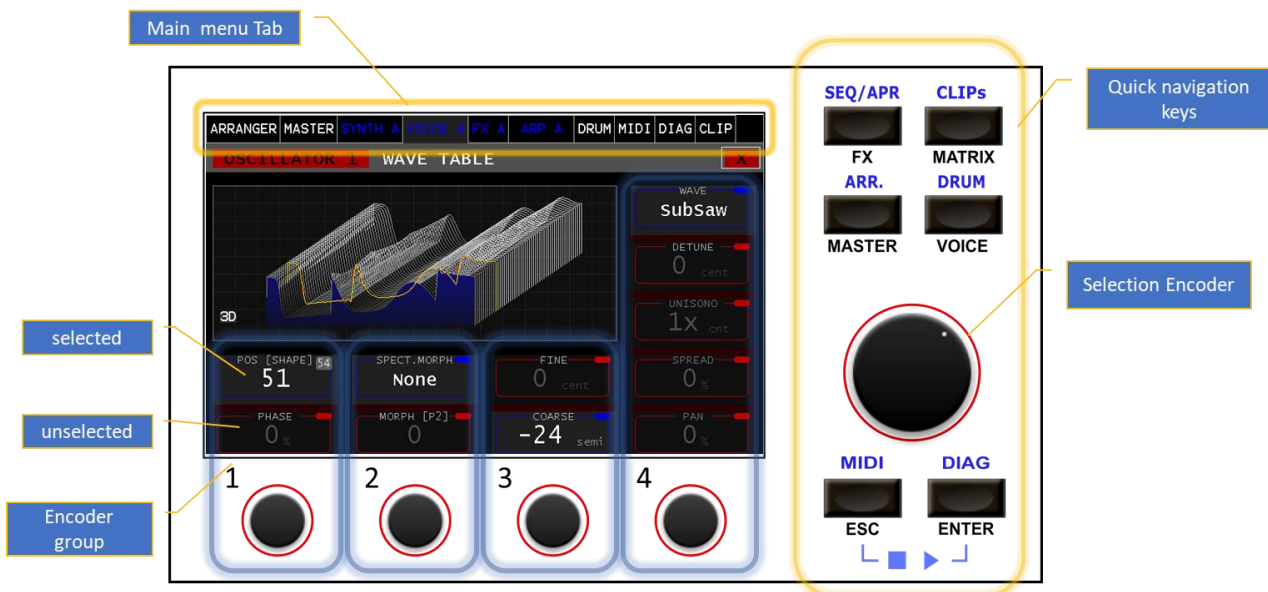 Main menu Tab
ARRANGER MASTER SYNTH A VOICE A FX A ARP A DRUM MIDI DIAG CLIP
OSCILLATOR 1 WAVE TABLE X
3D
WAVE
SubSaw
DETUNE
0 cent
UNISONO
1x cnt
SPREAD
0 %
PAN
0 %
POS [SHAPE] 54
51
PHASE
0 %
SPECT.MORPH
None
MORPH [P2]
0
FINE
0 cent
COARSE
-24 semi
selected
unselected
Encoder
group
1 2 3 4
SEQ/APR CLIPs
FX MATRIX
ARR. DRUM
MASTER VOICE
MIDI DIAG
ESC ENTER
Quick navigation
keys
Selection Encoder